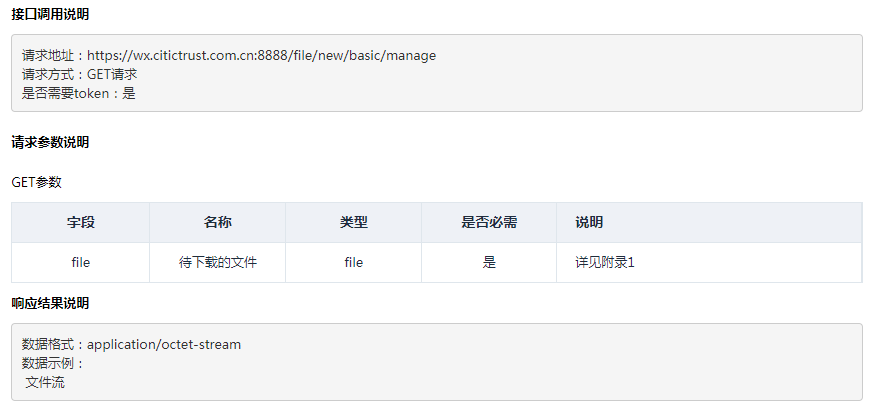 接口调用说明
请求地址：https://wx.citictrust.com.cn:8888/file/new/basic/manage
请求方式：GET请求
是否需要token：是
请求参数说明
GET参数
字段 名称 类型 是否必需 说明
file 待下载的文件 file 是 详见附录1
响应结果说明
数据格式：application/octet-stream
数据示例：
文件流